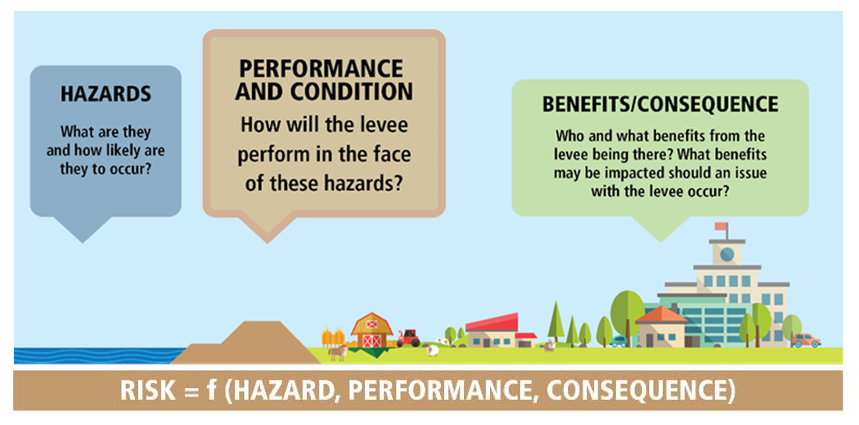 HAZARDS
What are they
and how likely are
they to occur?
PERFORMANCE
AND CONDITION
How will the levee
perform in the face
of these hazards?
BENEFITS/CONSEQUENCE
Who and what benefits from the
levee being there? What benefits
may be impacted should an issue
with the levee occur?
RISK = f (HAZARD, PERFORMANCE, CONSEQUENCE)